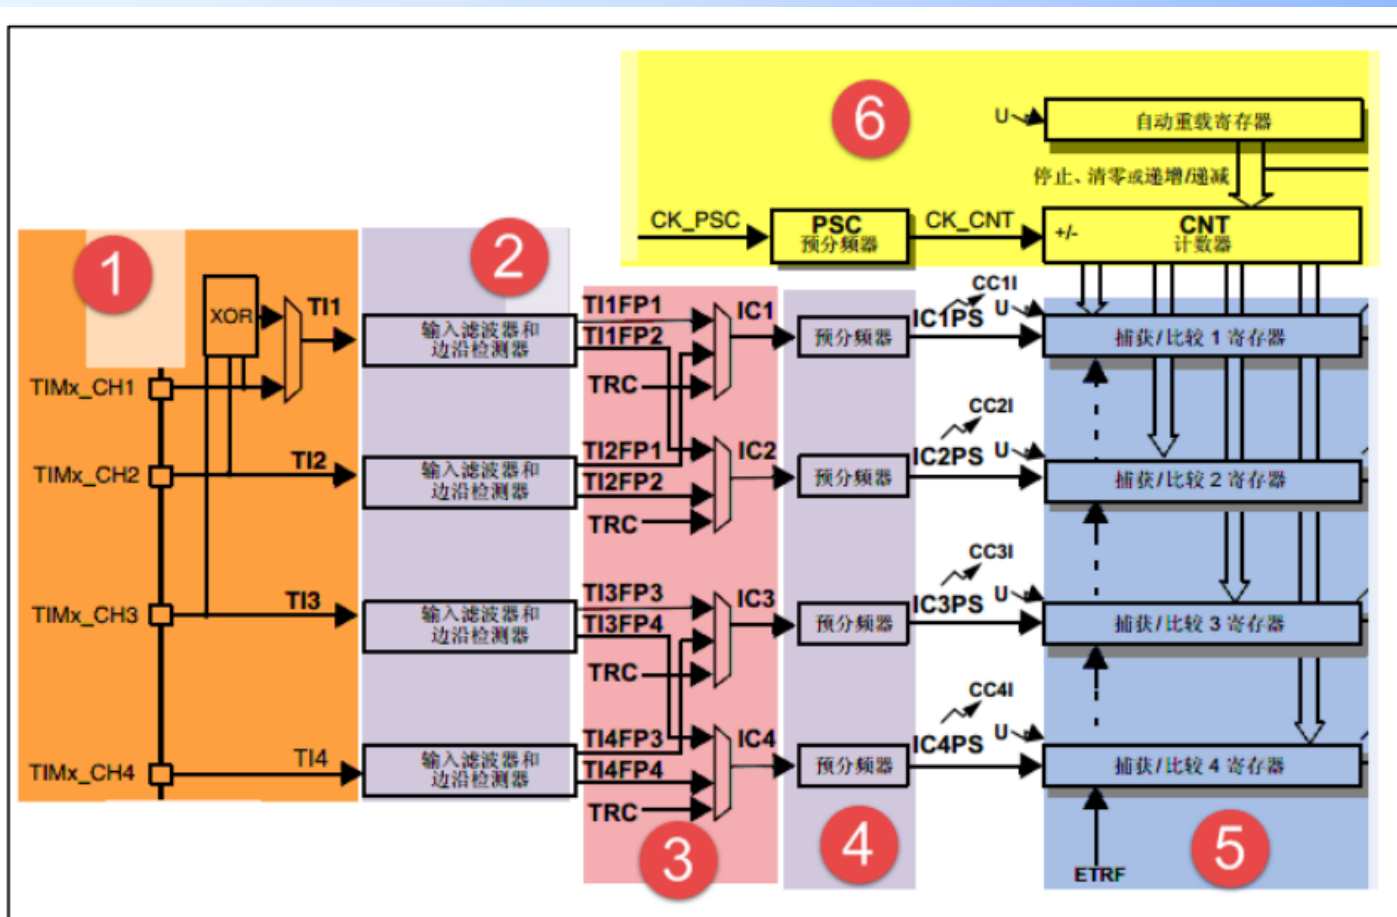 6
U
自动重载寄存器
停止、清零或递增/递减
CK_PSC
PSC
预分频器
CK_CNT
+/-
CNT
计数器
1
2
XOR
TI1
TIMx_CH1
输入滤波器和
边沿检测器
TI1FP1
TI1FP2
TRC
IC1
预分频器
IC1PS
CC1I
U
捕获/比较 1 寄存器
TIMx_CH2
TI2
输入滤波器和
边沿检测器
TI2FP1
TI2FP2
TRC
IC2
预分频器
IC2PS
CC2I
U
捕获/比较 2 寄存器
TIMx_CH3
TI3
输入滤波器和
边沿检测器
TI3FP3
TI3FP4
TRC
IC3
预分频器
IC3PS
CC3I
U
捕获/比较 3 寄存器
TIMx_CH4
TI4
输入滤波器和
边沿检测器
TI4FP3
TI4FP4
TRC
IC4
预分频器
IC4PS
CC4I
U
捕获/比较 4 寄存器
3
4
5
ETRF